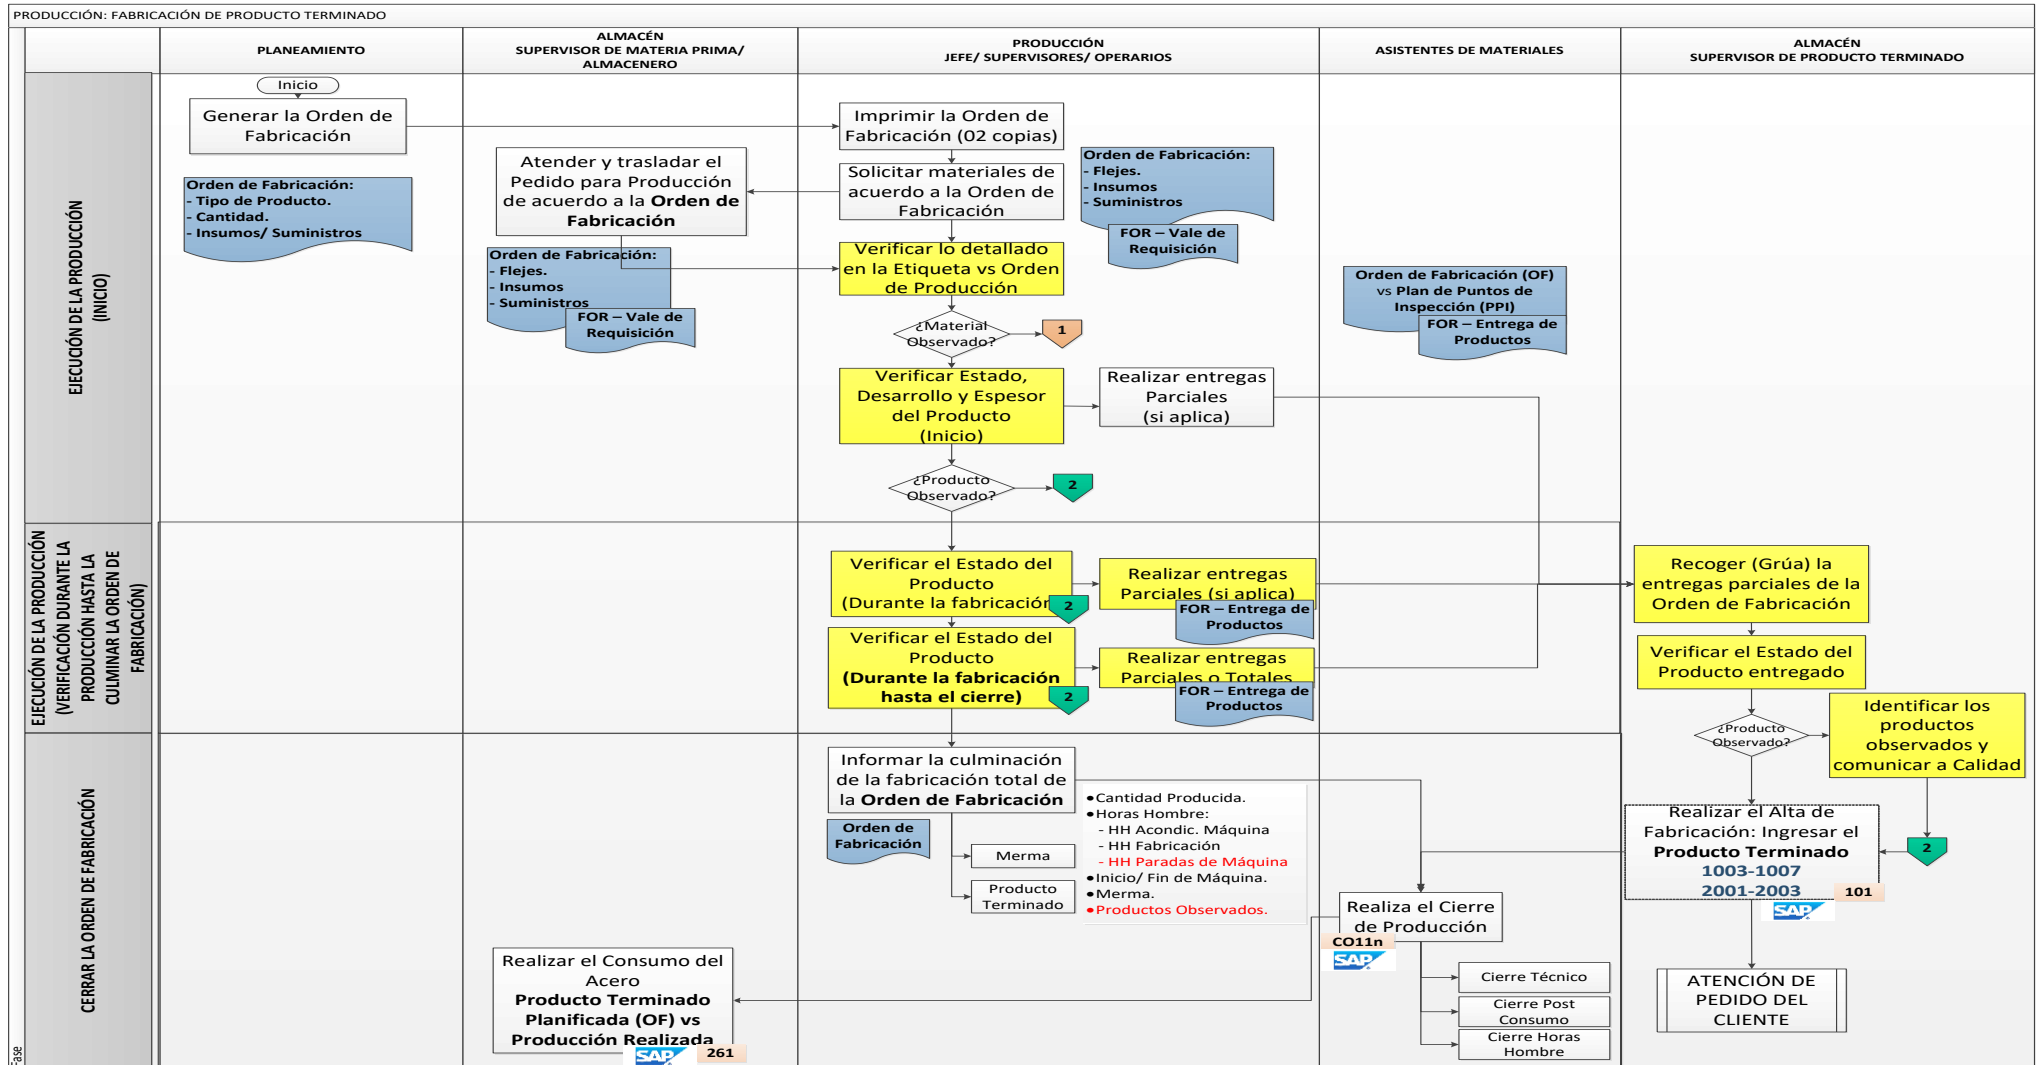 PRODUCCIÓN: FABRICACIÓN DE PRODUCTO TERMINADO
PLANEAMIENTO
ALMACÉN
SUPERVISOR DE MATERIA PRIMA/
ALMACENERO
PRODUCCIÓN
JEFE/ SUPERVISORES/ OPERARIOS
ASISTENTES DE MATERIALES
ALMACÉN
SUPERVISOR DE PRODUCTO TERMINADO
EJECUCIÓN DE LA PRODUCCIÓN
(INICIO)
Inicio
Generar la Orden de
Fabricación
Orden de Fabricación:
- Tipo de Producto.
- Cantidad.
- Insumos/ Suministros
Atender y trasladar el
Pedido para Producción
de acuerdo a la Orden de
Fabricación
Orden de Fabricación:
- Flejes.
- Insumos
- Suministros
FOR – Vale de
Requisición
Imprimir la Orden de
Fabricación (02 copias)
Solicitar materiales de
acuerdo a la Orden de
Fabricación
Orden de Fabricación:
- Flejes.
- Insumos
- Suministros
FOR – Vale de
Requisición
Verificar lo detallado
en la Etiqueta vs Orden
de Producción
¿Material
Observado?
1
Verificar Estado,
Desarrollo y Espesor
del Producto
(Inicio)
Realizar entregas
Parciales
(si aplica)
¿Producto
Observado?
2
Orden de Fabricación (OF)
vs Plan de Puntos de
Inspección (PPI)
FOR – Entrega de
Productos
EJECUCIÓN DE LA PRODUCCIÓN
(VERIFICACIÓN DURANTE LA
PRODUCCIÓN HASTA LA
CULMINAR LA ORDEN DE
FABRICACIÓN)
Verificar el Estado del
Producto
(Durante la fabricación
2
Realizar entregas
Parciales (si aplica)
FOR – Entrega de
Productos
Verificar el Estado del
Producto
(Durante la fabricación
hasta el cierre)
2
Realizar entregas
Parciales o Totales
FOR – Entrega de
Productos
Recoger (Grúa) la
entregas parciales de la
Orden de Fabricación
Verificar el Estado del
Producto entregado
¿Producto
Observado?
Identificar los
productos
observados y
comunicar a Calidad
2
CERRAR LA ORDEN DE FABRICACIÓN
Informar la culminación
de la fabricación total de
la Orden de Fabricación
Orden de
Fabricación
Merma
Producto
Terminado
•Cantidad Producida.
•Horas Hombre:
- HH Acondic. Máquina
- HH Fabricación
- HH Paradas de Máquina
•Inicio/ Fin de Máquina.
•Merma.
•Productos Observados.
Realizar el Alta de
Fabricación: Ingresar el
Producto Terminado
1003-1007
2001-2003
101
SAP
Realiza el Cierre
de Producción
CO11n
SAP
Cierre Técnico
Cierre Post
Consumo
Cierre Horas
Hombre
Realizar el Consumo del
Acero
Producto Terminado
Planificada (OF) vs
Producción Realizada
SAP
261
ATENCIÓN DE
PEDIDO DEL
CLIENTE
Fase